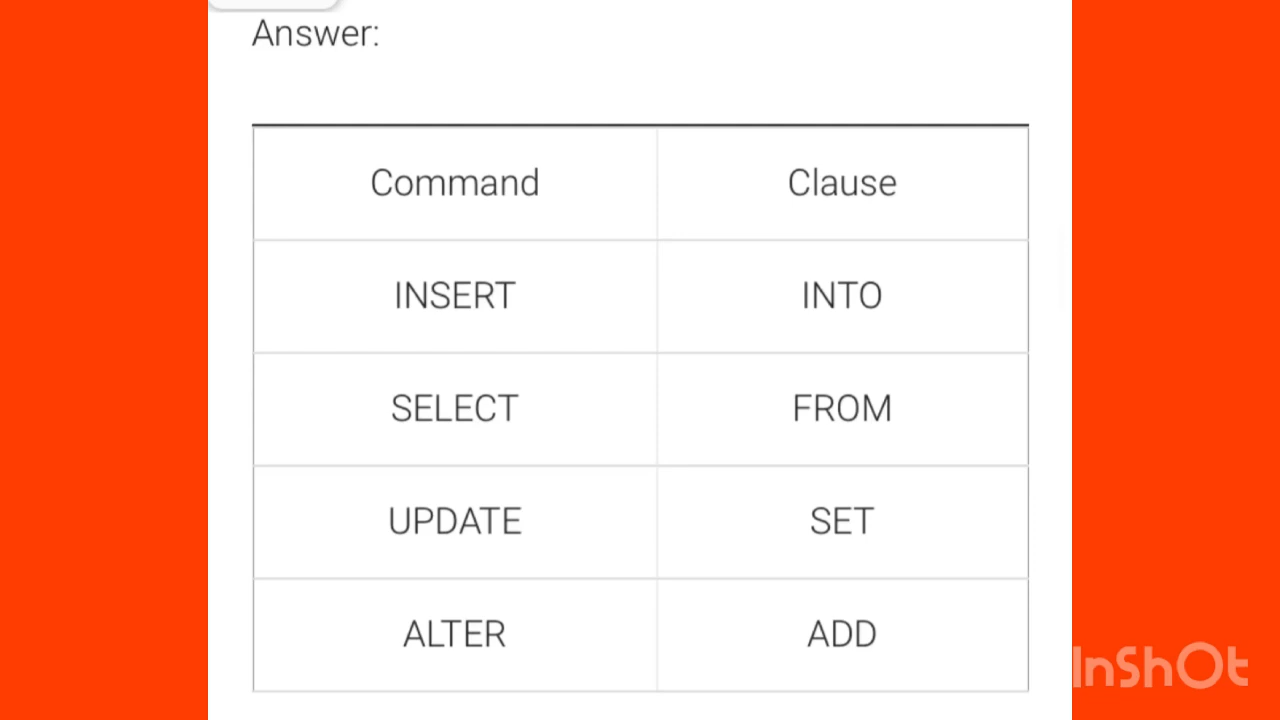 Answer:
Command Clause
INSERT INTO
SELECT FROM
UPDATE SET
ALTER ADD
InShOt